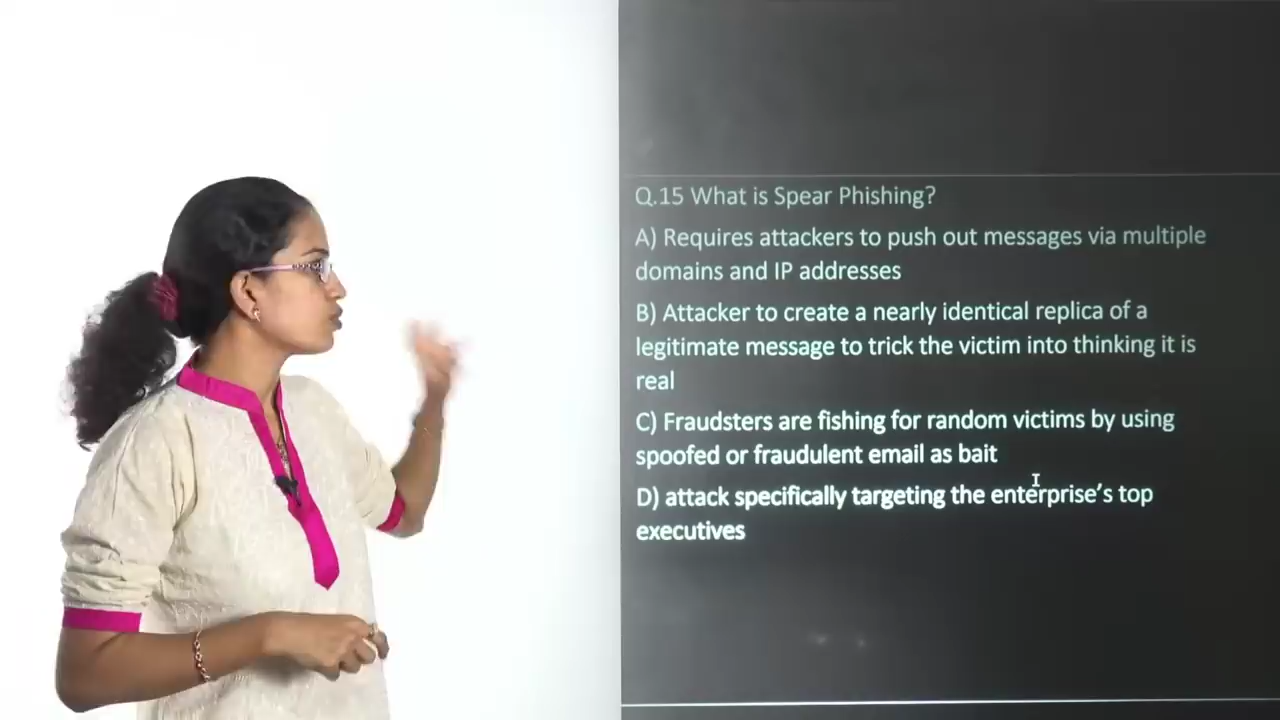 Q.15 What is Spear Phishing?
A) Requires attackers to push out messages via multiple
domains and IP addresses
B) Attacker to create a nearly identical replica of a
legitimate message to trick the victim into thinking it is
real
C) Fraudsters are fishing for random victims by using
spoofed or fraudulent email as bait
D) attack specifically targeting the enterprise's top
executives